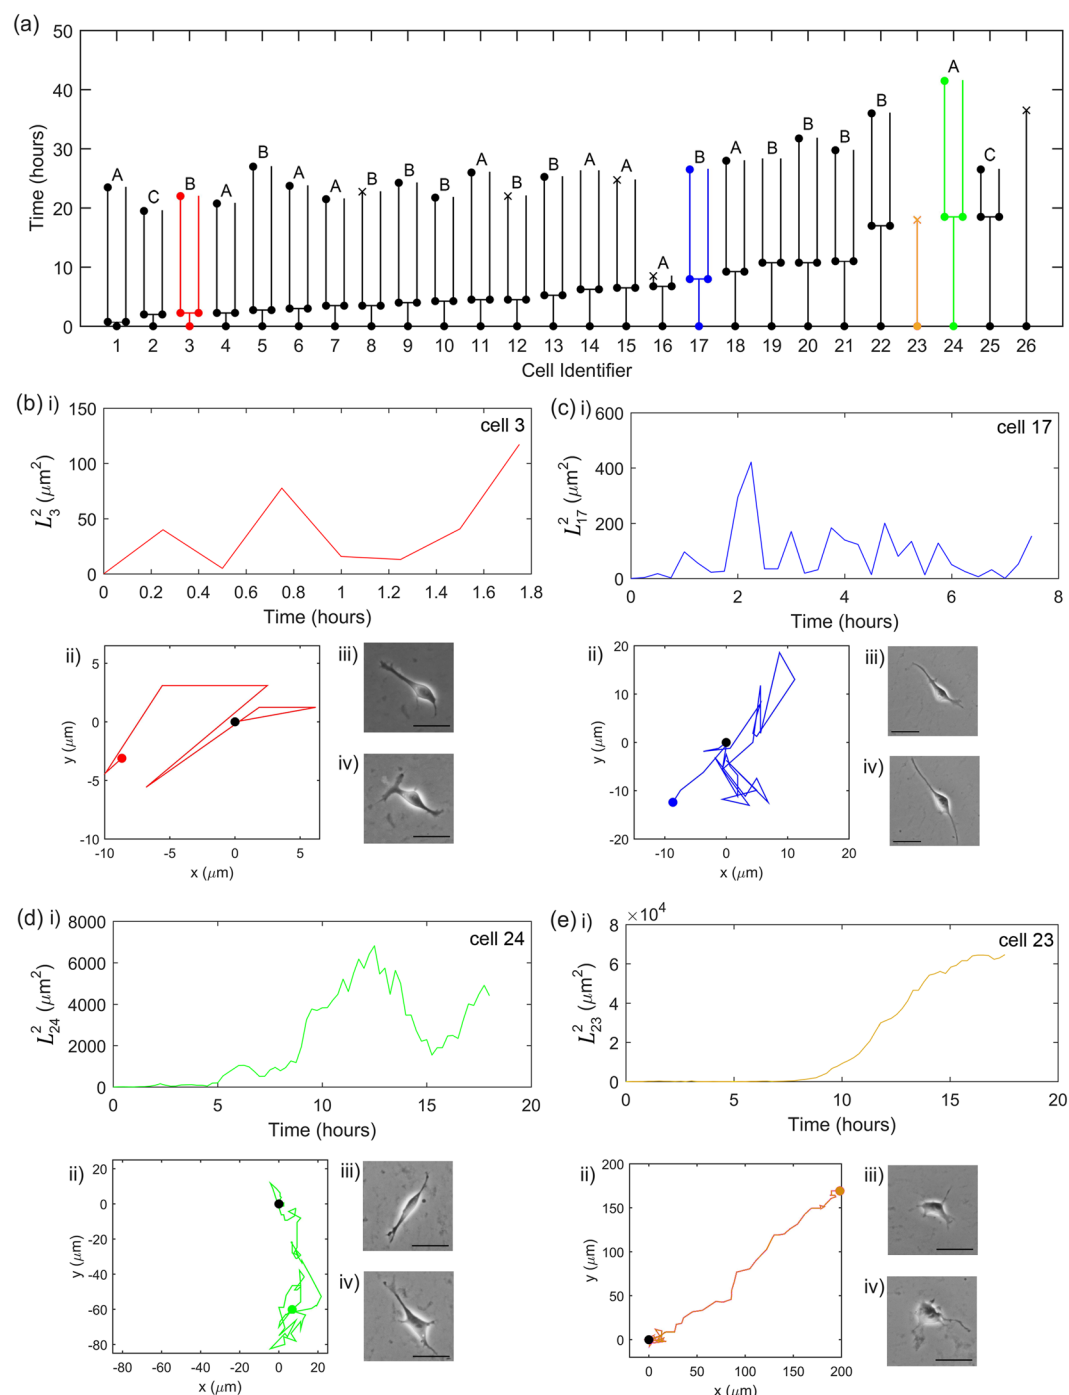 (a)
50
40
30
20
10
0
Time (hours)
A C B A B A A B B B A B B A A A B A B B B B A C
1 2 3 4 5 6 7 8 9 10 11 12 13 14 15 16 17 18 19 20 21 22 23 24 25 26
Cell Identifier
(b) i)
150
100
50
0
L₃² (μm²)
cell 3
0 0.2 0.4 0.6 0.8 1 1.2 1.4 1.6 1.8
Time (hours)
ii)
5
0
-5
-10
y (μm)
-10 -5 0 5
x (μm)
iii)
iv)
(c) i)
600
400
200
0
L₁₇² (μm²)
cell 17
0 2 4 6 8
Time (hours)
ii)
20
10
0
-10
-20
y (μm)
-10 0 10 20
x (μm)
iii)
iv)
(d) i)
8000
6000
4000
2000
0
L₂₄² (μm²)
cell 24
0 5 10 15 20
Time (hours)
ii)
20
0
-20
-40
-60
-80
y (μm)
-80 -60 -40 -20 0 20
x (μm)
iii)
iv)
(e) i)
×10⁴
8
6
4
2
0
L₂₃² (μm²)
cell 23
0 5 10 15 20
Time (hours)
ii)
200
150
100
50
0
y (μm)
0 50 100 150 200
x (μm)
iii)
iv)